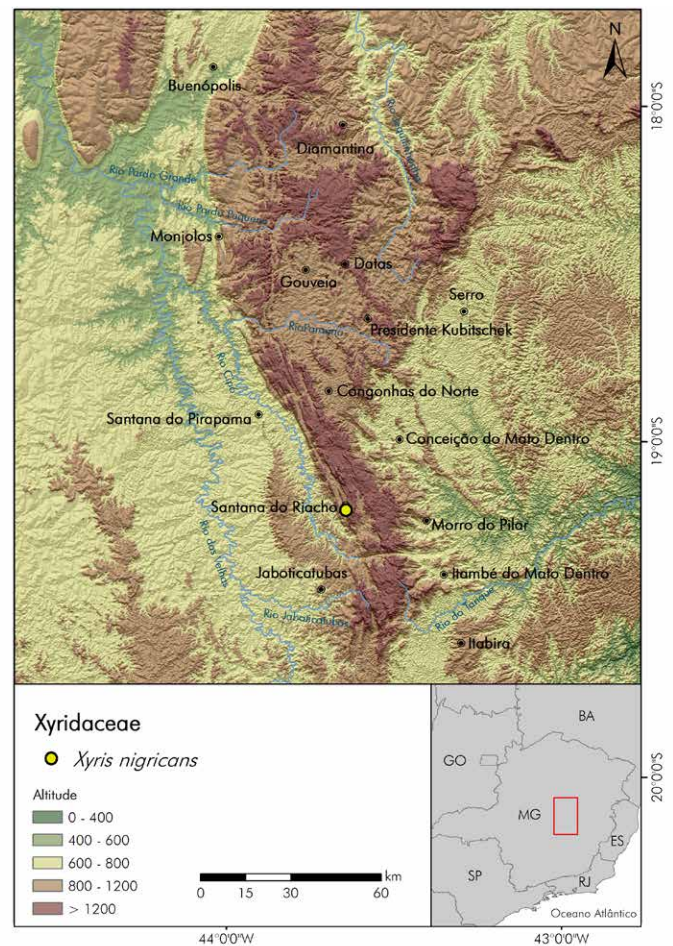 N
Buenópolis
18°0'0"S
Diamantina
Rio Jequitinhonha
Rio Pardo Grande
Rio Pardo Pequeno
Monjolos
Datas
Gouveia
Serro
Presidente Kubitschek
Rio Cipó
Congonhas do Norte
Santana do Pirapama
Conceição do Mato Dentro
19°0'0"S
Santana do Riacho
Morro do Pilar
Rio das Velhas
Jaboticatubas
Itambé do Mato Dentro
Rio Jaboticatubas
Rio do Tanque
Itabira
Xyridaceae
Xyris nigricans
Altitude
0 - 400
400 - 600
600 - 800
800 - 1200
> 1200
km
0 15 30 60
BA
GO
MG
ES
SP
RJ
Oceano Atlântico
20°0'0"S
44°0'0"W
43°0'0"W